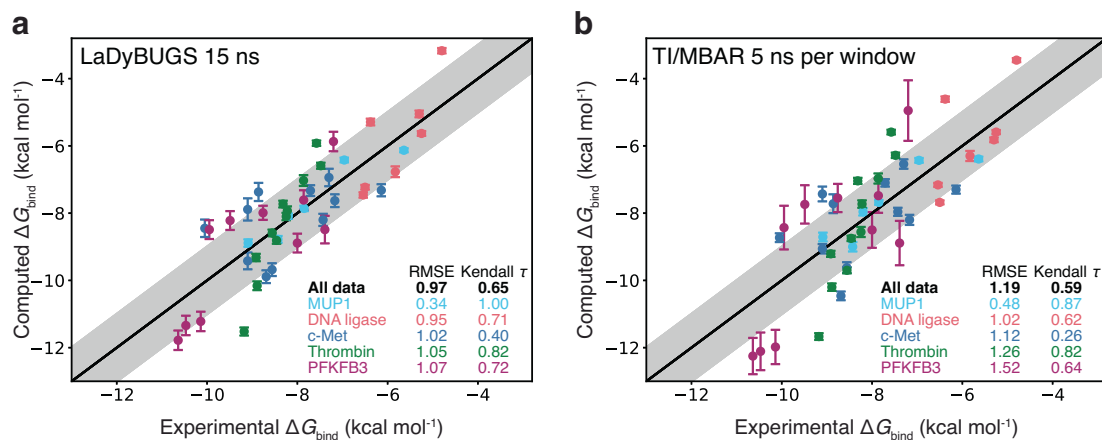 a
LaDyBUGS 15 ns
Computed ΔG_bind (kcal mol⁻¹)
−4
−6
−8
−10
−12
RMSE Kendall τ
All data 0.97 0.65
MUP1 0.34 1.00
DNA ligase 0.95 0.71
c-Met 1.02 0.40
Thrombin 1.05 0.82
PFKFB3 1.07 0.72
−12 −10 −8 −6 −4
Experimental ΔG_bind (kcal mol⁻¹)
b
TI/MBAR 5 ns per window
Computed ΔG_bind (kcal mol⁻¹)
−4
−6
−8
−10
−12
RMSE Kendall τ
All data 1.19 0.59
MUP1 0.48 0.87
DNA ligase 1.02 0.62
c-Met 1.12 0.26
Thrombin 1.26 0.82
PFKFB3 1.52 0.64
−12 −10 −8 −6 −4
Experimental ΔG_bind (kcal mol⁻¹)